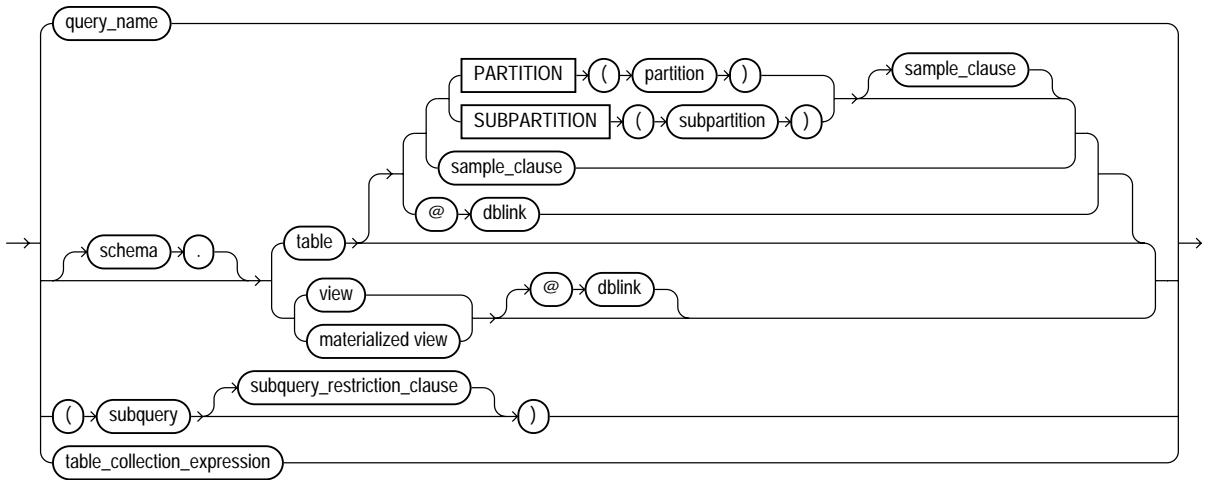 query_name
PARTITION ( partition ) sample_clause
SUBPARTITION ( subpartition )
sample_clause
@ dblink
schema . table
view @ dblink
materialized view
subquery_restriction_clause
( subquery )
table_collection_expression